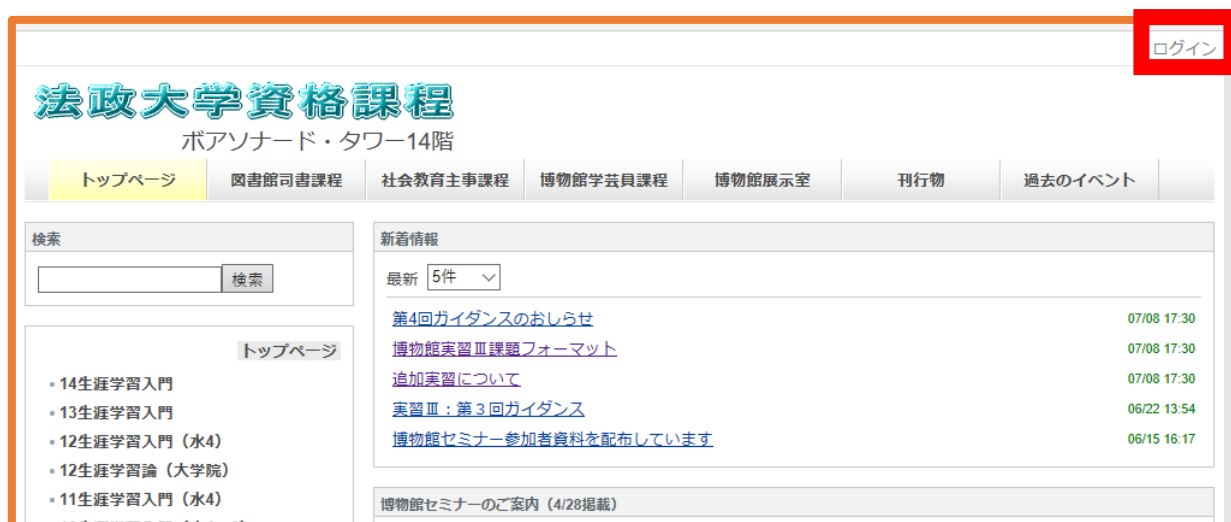 ログイン
法政大学資格課程
ボアソナード・タワー14階
トップページ 図書館司書課程 社会教育主事課程 博物館学芸員課程 博物館展示室 刊行物 過去のイベント
検索
検索
トップページ
14生涯学習入門
13生涯学習入門
12生涯学習入門（水4）
12生涯学習論（大学院）
11生涯学習入門（水4）
新着情報
最新 5件
第4回ガイダンスのおしらせ 07/08 17:30
博物館実習Ⅲ課題フォーマット 07/08 17:30
追加実習について 07/08 17:30
実習Ⅲ：第３回ガイダンス 06/22 13:54
博物館セミナー参加者資料を配布しています 06/15 16:17
博物館セミナーのご案内（4/28掲載）